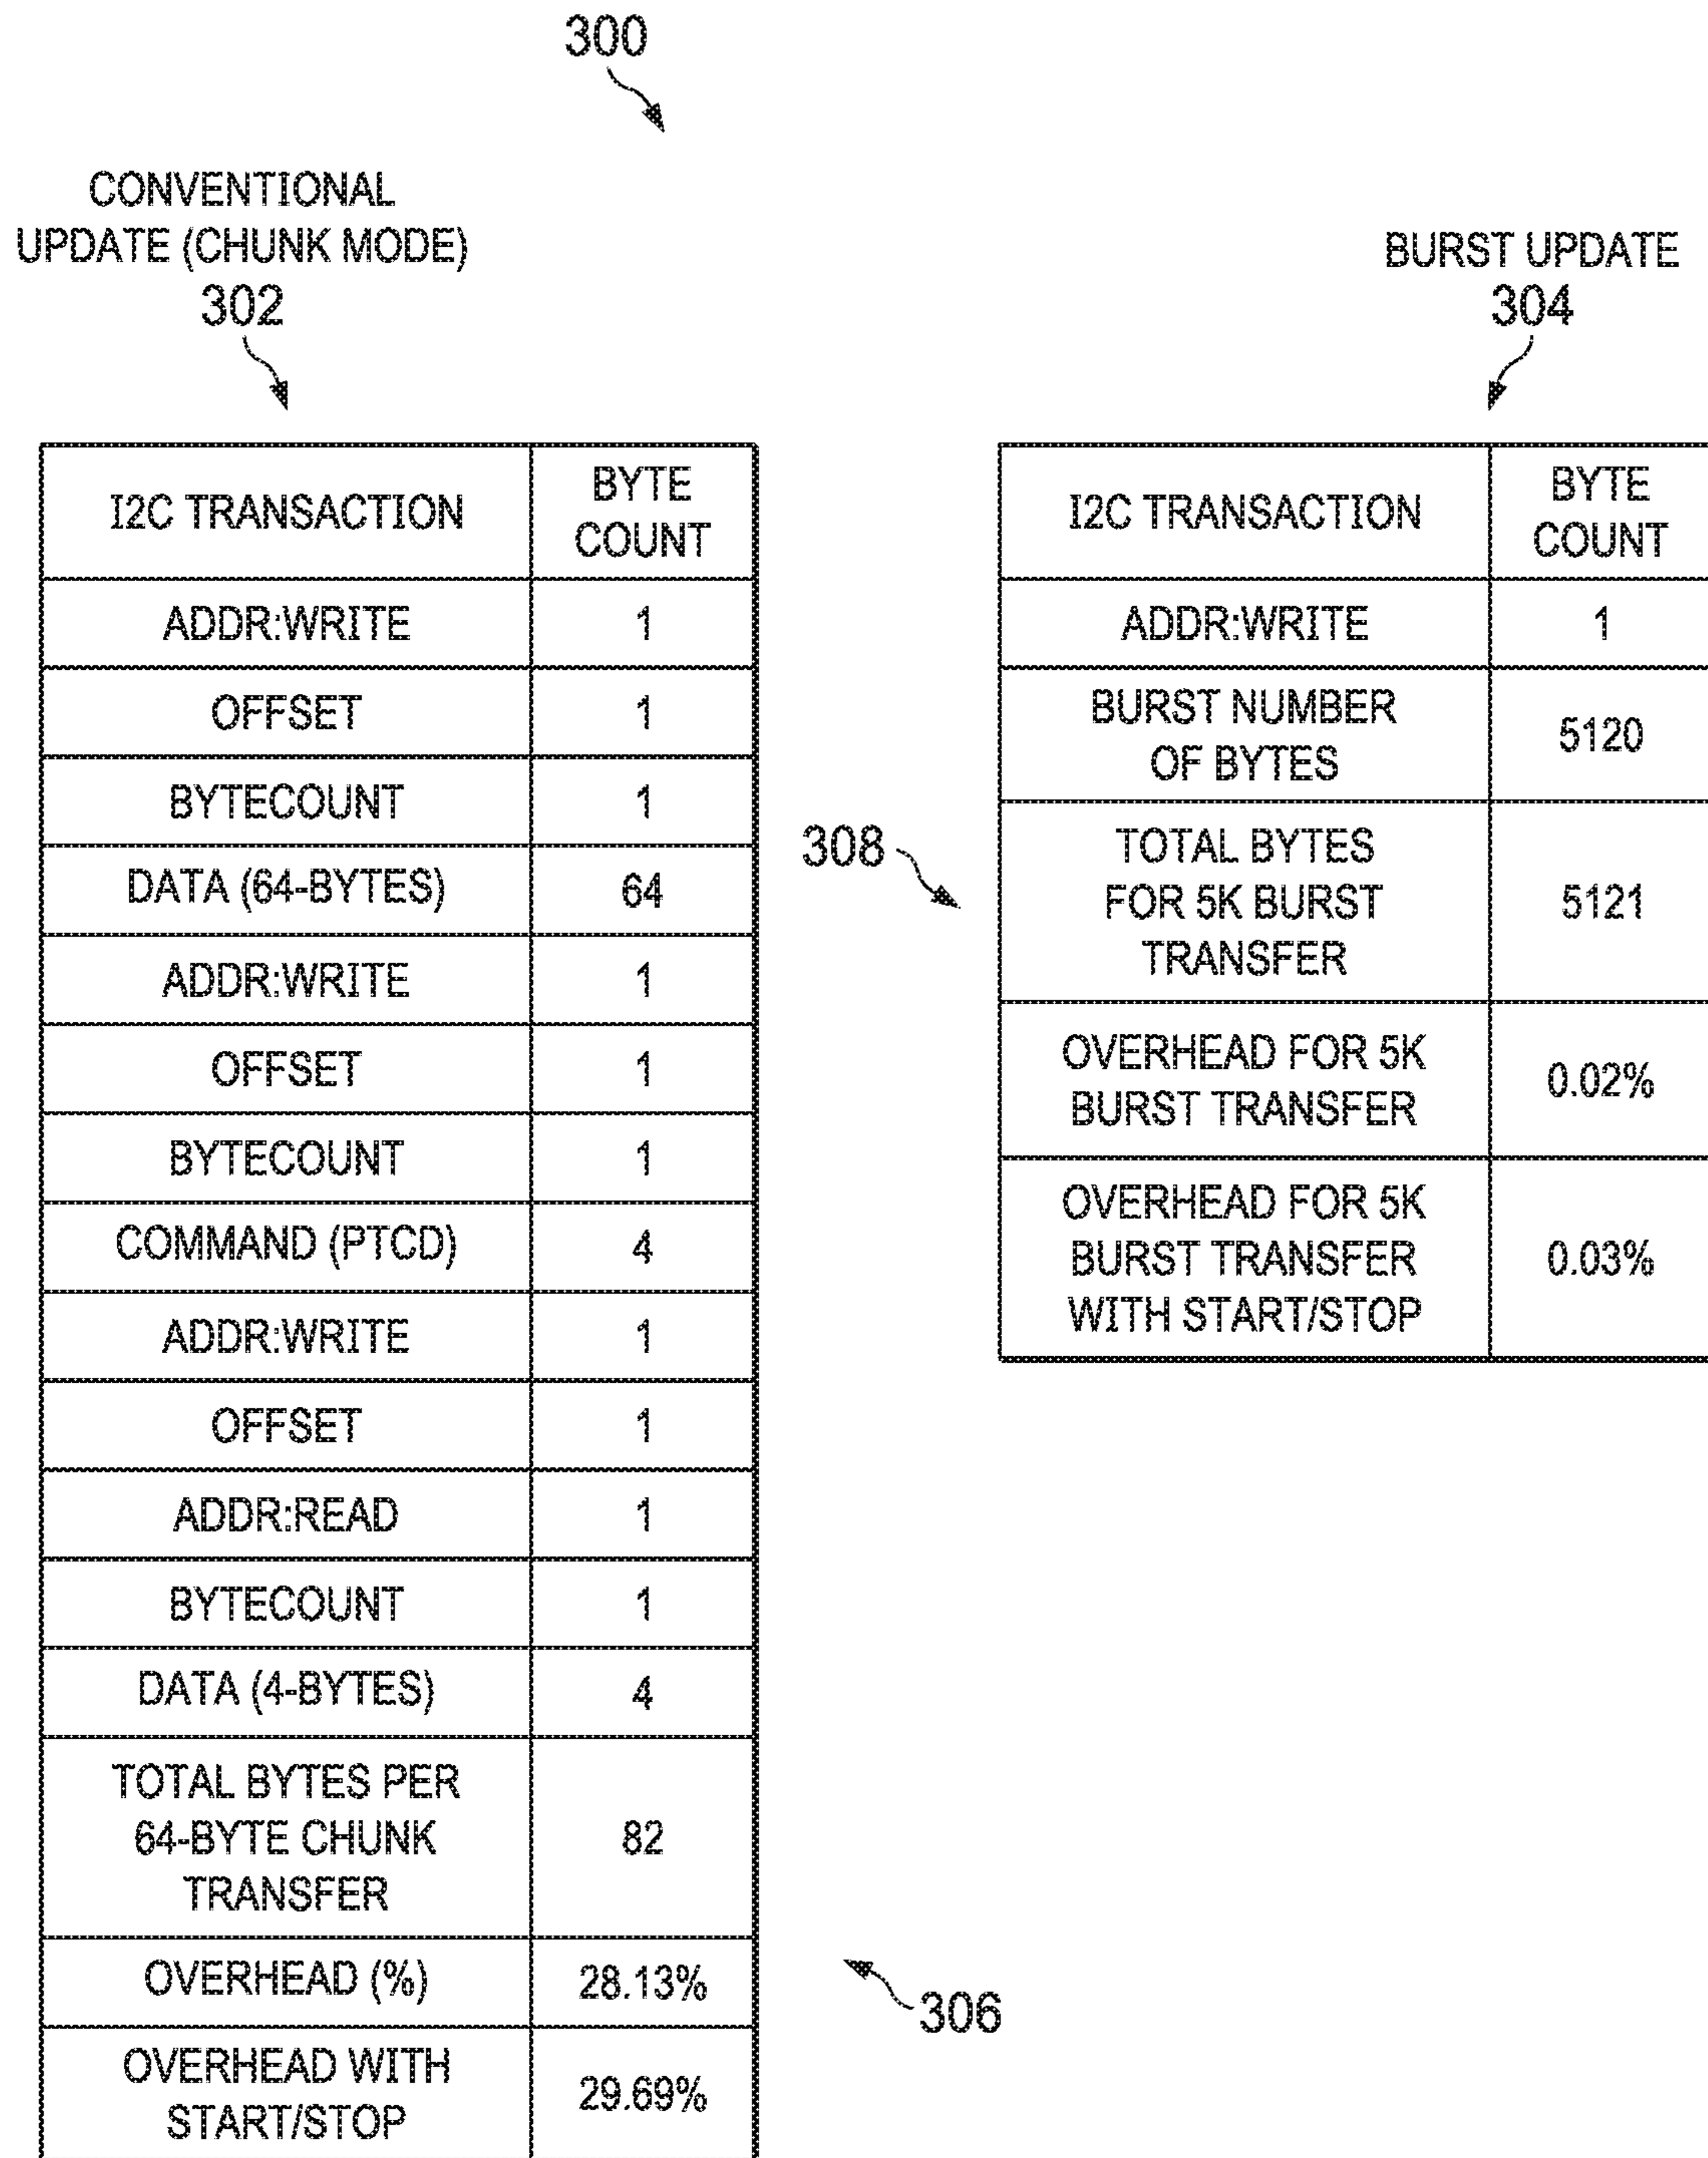 300
CONVENTIONAL
UPDATE (CHUNK MODE)
302
I2C TRANSACTION
BYTE
COUNT
ADDR:WRITE 1
OFFSET 1
BYTECOUNT 1
DATA (64-BYTES) 64
ADDR:WRITE 1
OFFSET 1
BYTECOUNT 1
COMMAND (PTCD) 4
ADDR:WRITE 1
OFFSET 1
ADDR:READ 1
BYTECOUNT 1
DATA (4-BYTES) 4
TOTAL BYTES PER
64-BYTE CHUNK 82
TRANSFER
OVERHEAD (%) 28.13%
OVERHEAD WITH
START/STOP
29.69%
306
BURST UPDATE
304
I2C TRANSACTION
BYTE
COUNT
ADDR:WRITE 1
BURST NUMBER
OF BYTES
5120
308
TOTAL BYTES
FOR 5K BURST 5121
TRANSFER
OVERHEAD FOR 5K
BURST TRANSFER
0.02%
OVERHEAD FOR 5K
BURST TRANSFER 0.03%
WITH START/STOP